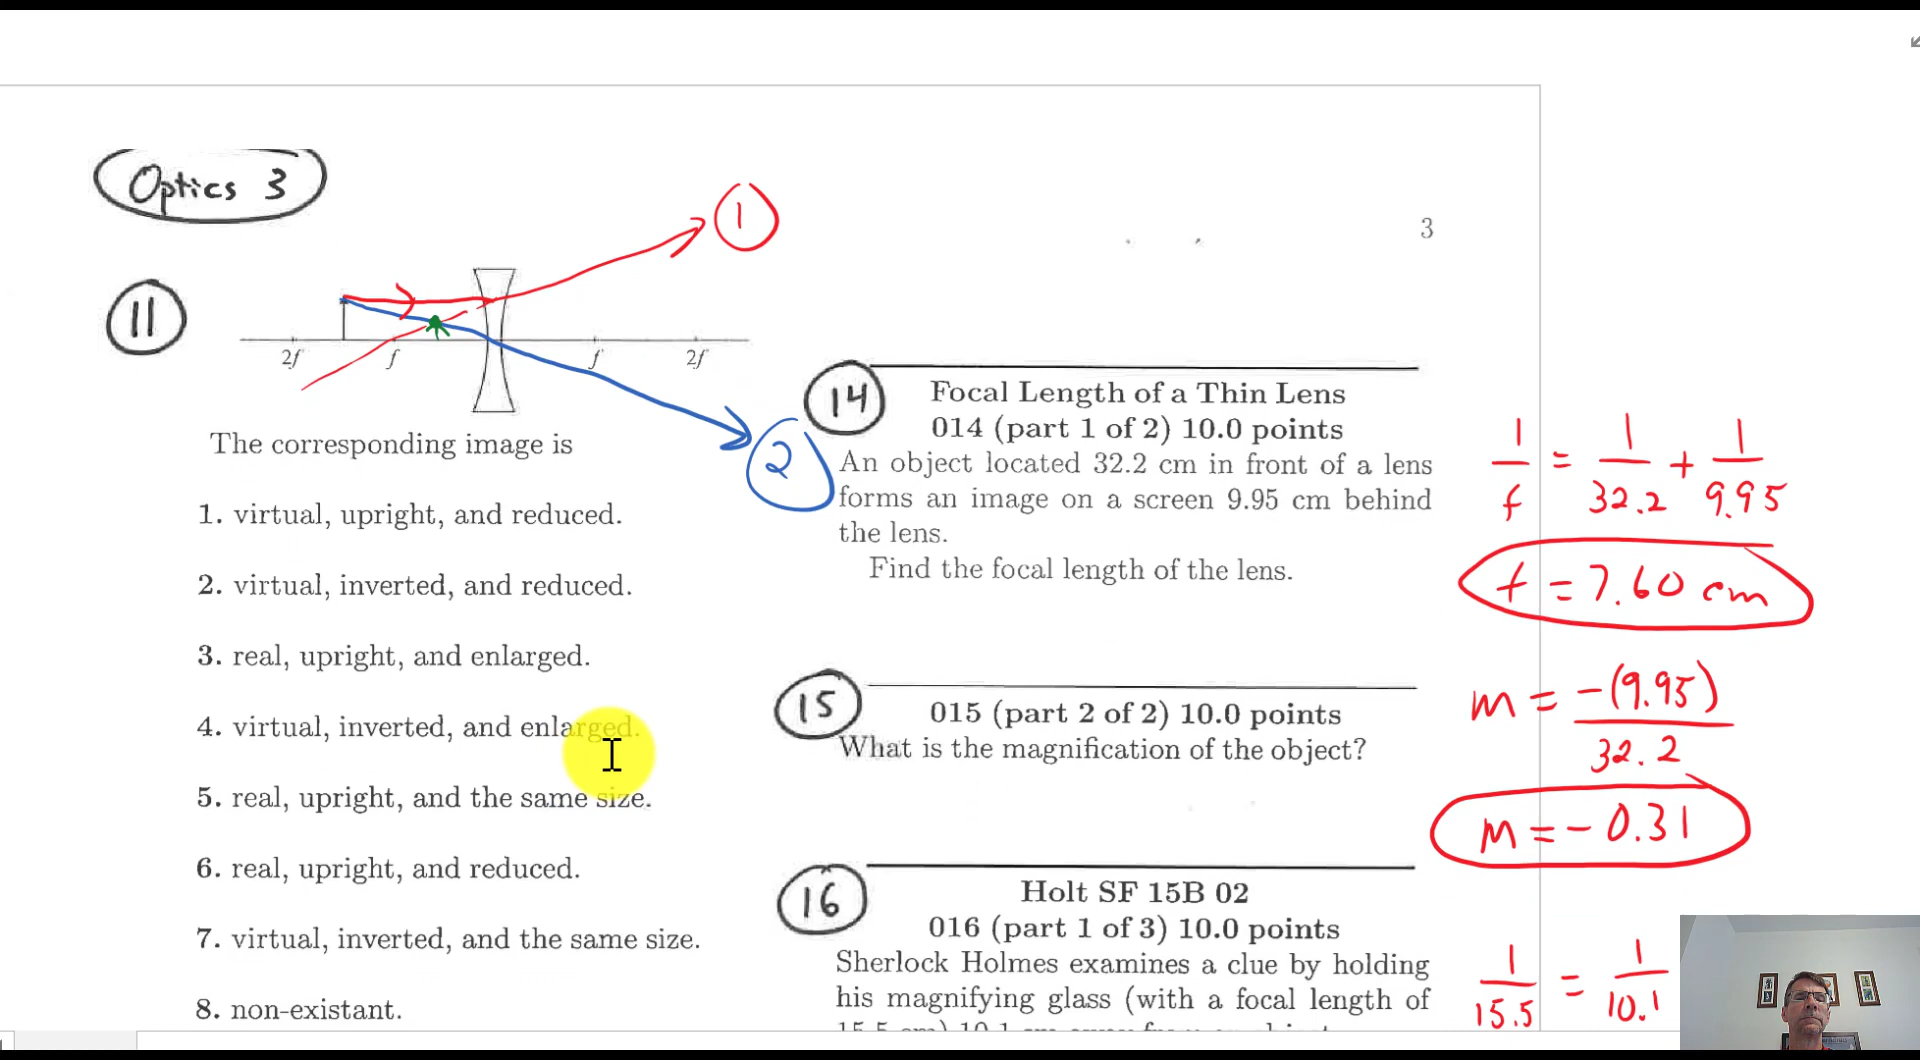 Optics 3
3
11
1
2f f f 2f
2
The corresponding image is
1. virtual, upright, and reduced.
2. virtual, inverted, and reduced.
3. real, upright, and enlarged.
4. virtual, inverted, and enlarged.
5. real, upright, and the same size.
6. real, upright, and reduced.
7. virtual, inverted, and the same size.
8. non-existant.
14
Focal Length of a Thin Lens
014 (part 1 of 2) 10.0 points
An object located 32.2 cm in front of a lens
forms an image on a screen 9.95 cm behind
the lens.
Find the focal length of the lens.
1/f = 1/32.2 + 1/9.95
f = 7.60 cm
15
015 (part 2 of 2) 10.0 points
What is the magnification of the object?
m = -(9.95)/32.2
m = - 0.31
16
Holt SF 15B 02
016 (part 1 of 3) 10.0 points
Sherlock Holmes examines a clue by holding
his magnifying glass (with a focal length of
1/15.5 = 1/10.1